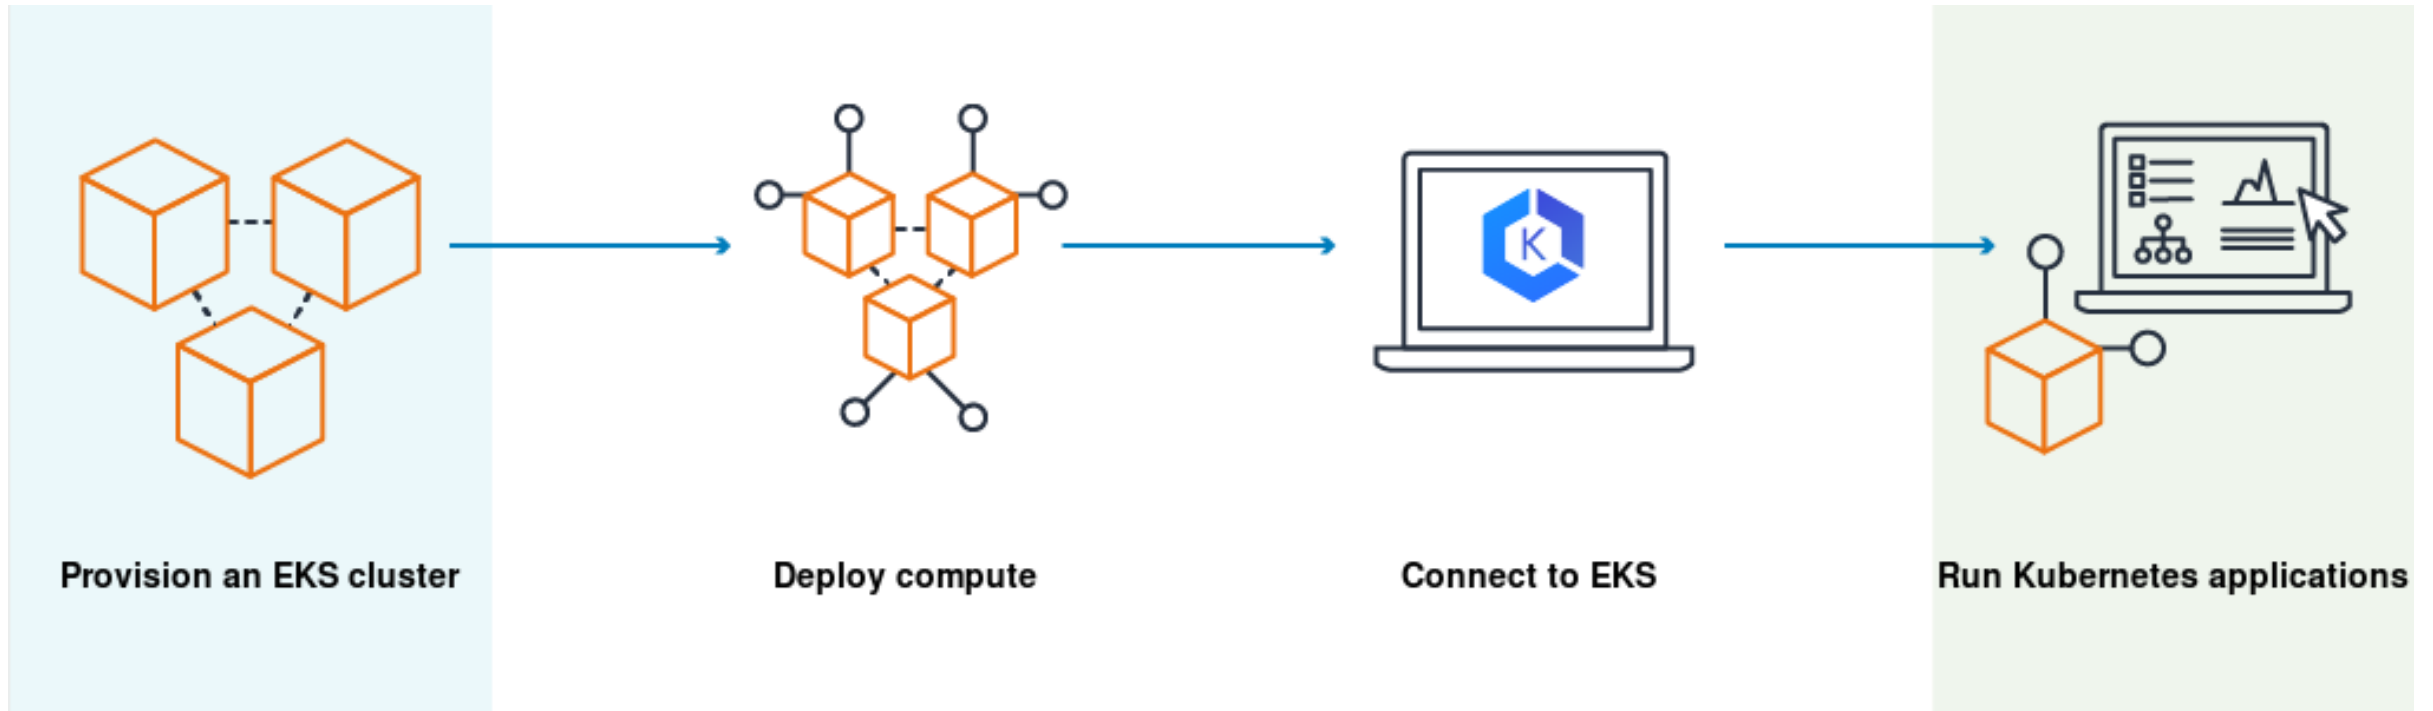 K
Provision an EKS cluster
Deploy compute
Connect to EKS
Run Kubernetes applications